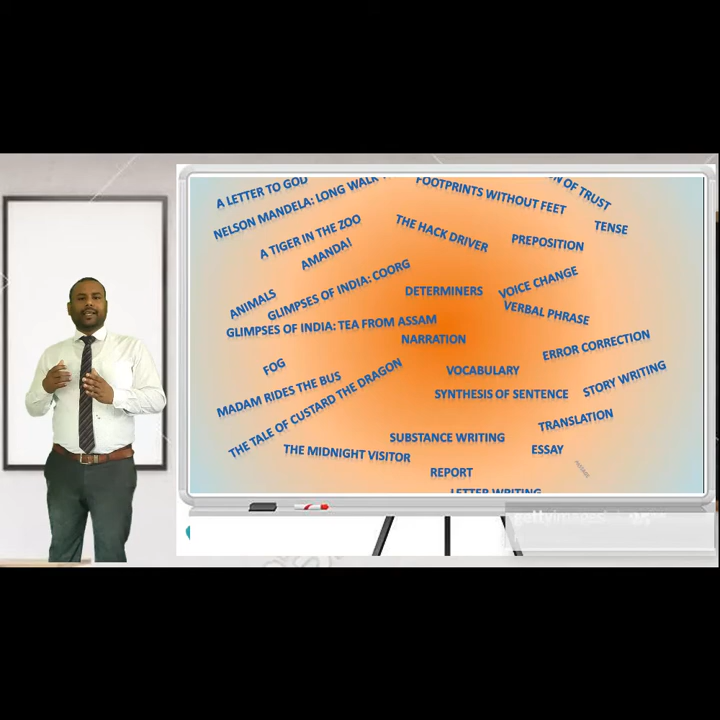 A LETTER TO GOD
NELSON MANDELA: LONG WALK
FOOTPRINTS WITHOUT FEET
OF TRUST
TENSE
A TIGER IN THE ZOO
THE HACK DRIVER
PREPOSITION
AMANDA!
GLIMPSES OF INDIA: COORG
VOICE CHANGE
ANIMALS
DETERMINERS
VERBAL PHRASE
GLIMPSES OF INDIA: TEA FROM ASSAM
NARRATION
ERROR CORRECTION
FOG
VOCABULARY
STORY WRITING
MADAM RIDES THE BUS
SYNTHESIS OF SENTENCE
THE TALE OF CUSTARD THE DRAGON
TRANSLATION
SUBSTANCE WRITING
THE MIDNIGHT VISITOR
ESSAY
REPORT
LETTER WRITING
gettyimages